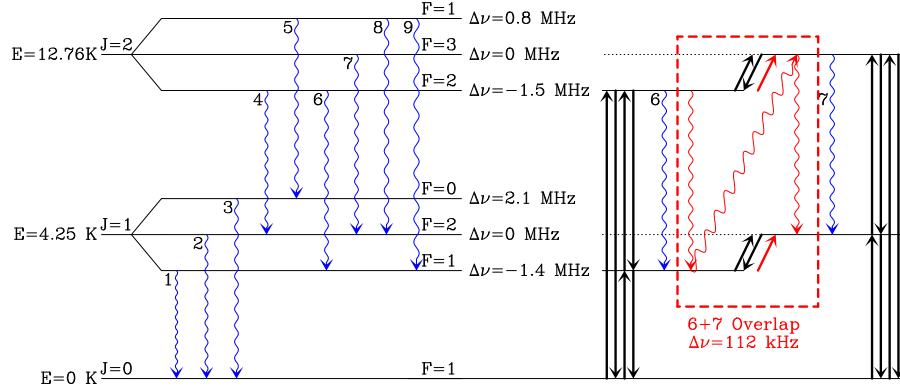 F=1 Δν=0.8 MHz
5 8 9
J=2
E=12.76K F=3 Δν=0 MHz
7
F=2 Δν=−1.5 MHz
4 6 6 7
F=0 Δν=2.1 MHz
3
J=1
E=4.25 K F=2 Δν=0 MHz
2
F=1 Δν=−1.4 MHz
1
6+7 Overlap
Δν=112 kHz
J=0 F=1
E=0 K